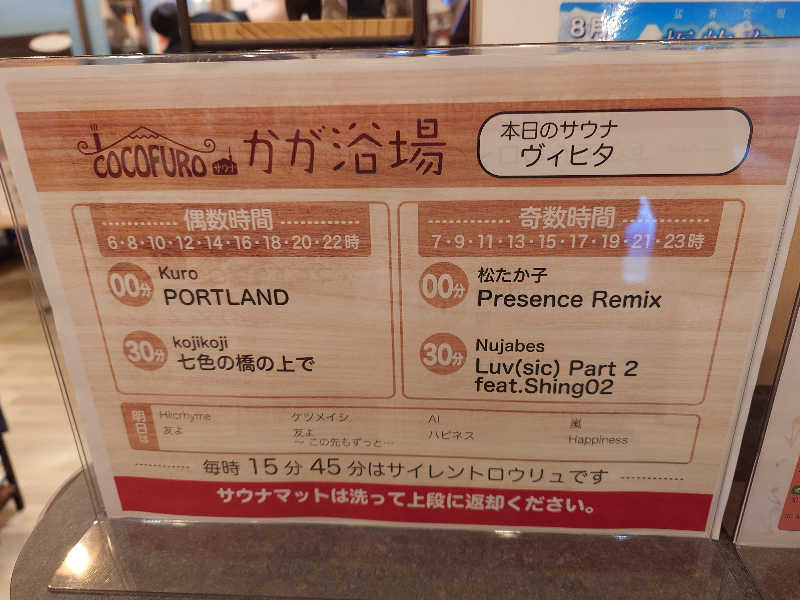 8月
COCOFURO サウナ かが浴場
本日のサウナ
ヴィヒタ
偶数時間
6・8・10・12・14・16・18・20・22時
00分 Kuro
PORTLAND
30分 kojikoji
七色の橋の上で
奇数時間
7・9・11・13・15・17・19・21・23時
00分 松たか子
Presence Remix
30分 Nujabes
Luv(sic) Part 2
feat.Shing02
明日は
Hilcrhyme
友よ
ケツメイシ
友よ
～ この先もずっと…
AI
ハピネス
嵐
Happiness
毎時 15分 45分はサイレントロウリュです
サウナマットは洗って上段に返却ください。